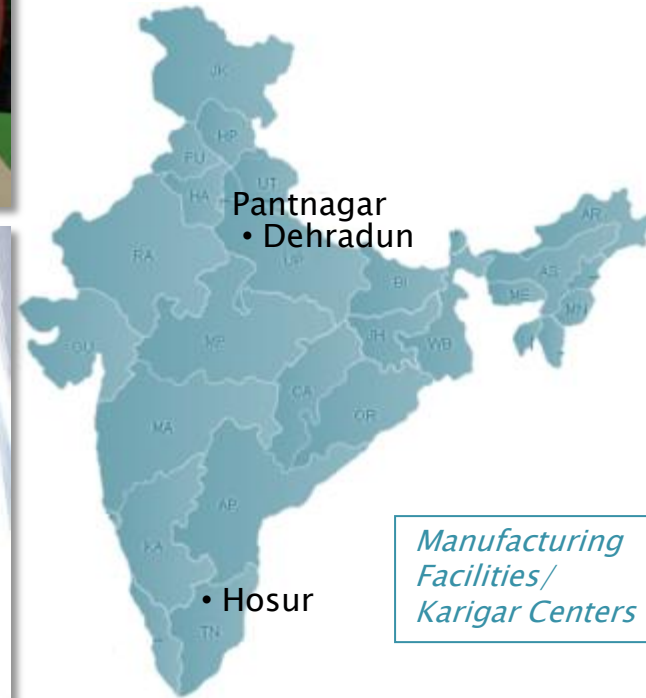 JK
HP
PU
UT
HA
Pantnagar
• Dehradun
RA
UP
AR
AS
BI
ME
MN
GU
MP
JH
WB
CA
OR
MA
AP
KA
Manufacturing
Facilities/
Karigar Centers
• Hosur
TN